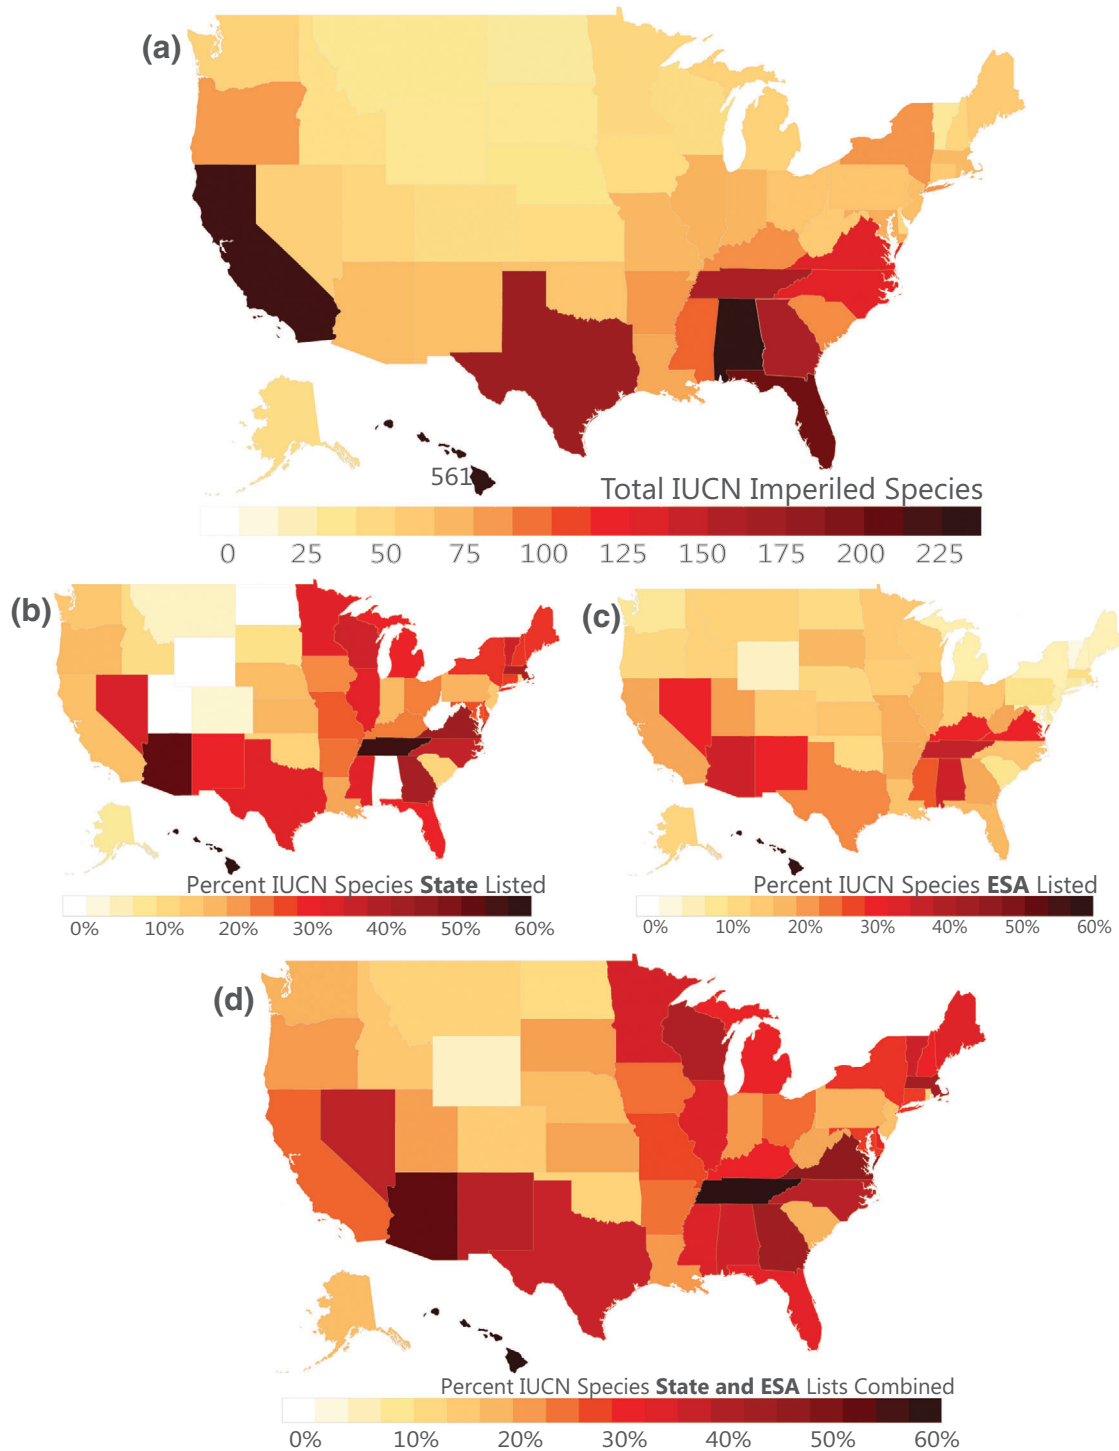 (a)
561
Total IUCN Imperiled Species
0 25 50 75 100 125 150 175 200 225
(b)
(c)
Percent IUCN Species State Listed
0% 10% 20% 30% 40% 50% 60%
Percent IUCN Species ESA Listed
0% 10% 20% 30% 40% 50% 60%
(d)
Percent IUCN Species State and ESA Lists Combined
0% 10% 20% 30% 40% 50% 60%